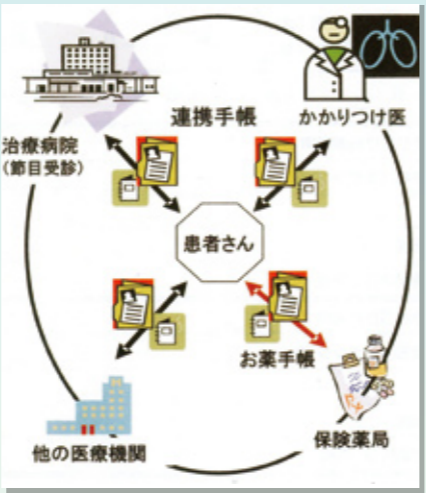 連携手帳
かかりつけ医
治療病院
（節目受診）
患者さん
お薬手帳
保険薬局
他の医療機関